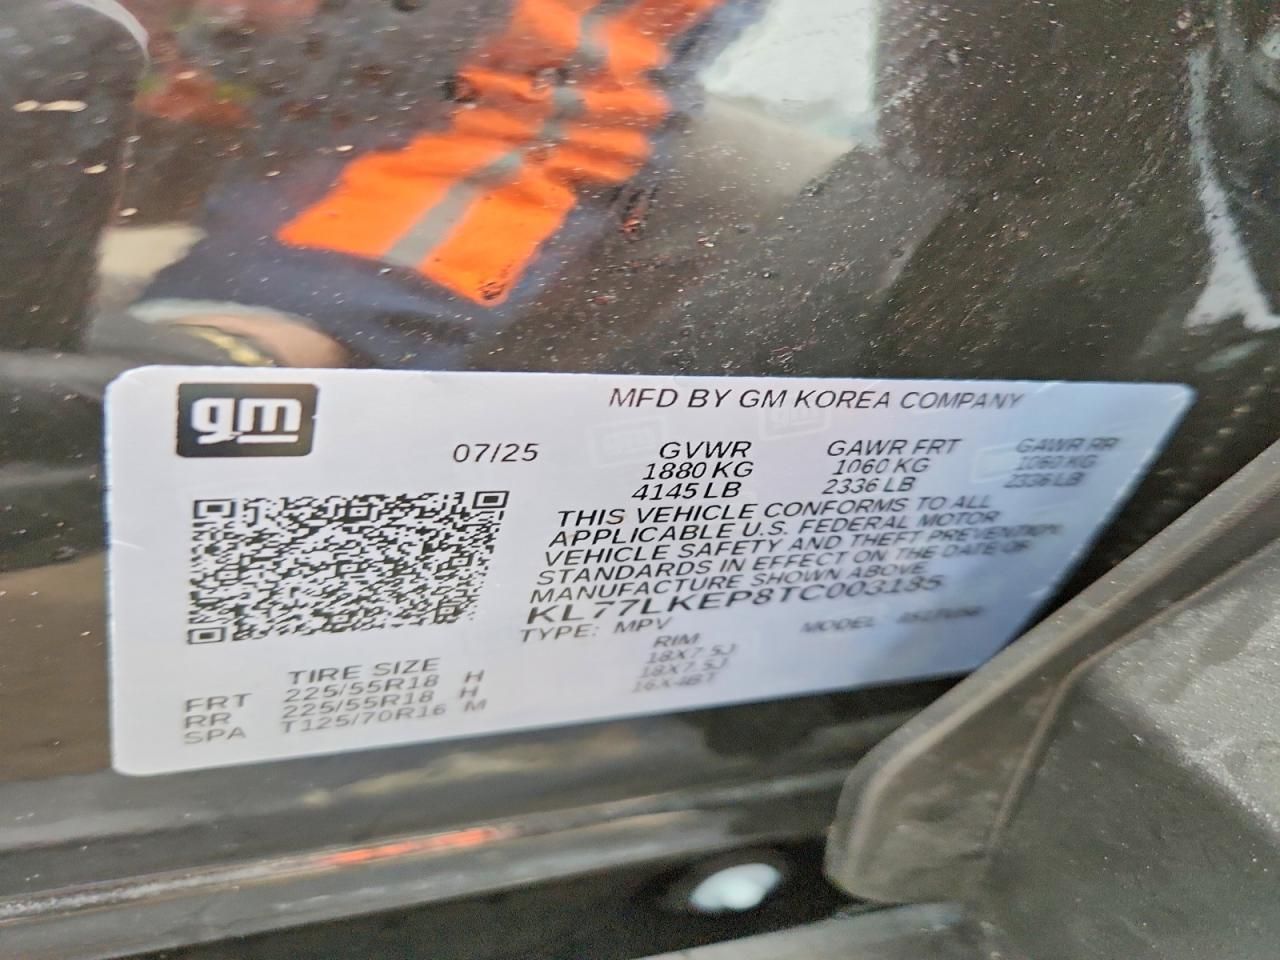 gm
MFD BY GM KOREA COMPANY
07/25 GVWR GAWR FRT GAWR RR
1880 KG 1060 KG 1060 KG
4145 LB 2336 LB 2336 LB
THIS VEHICLE CONFORMS TO ALL
APPLICABLE U.S. FEDERAL MOTOR
VEHICLE SAFETY AND THEFT PREVENTION
STANDARDS IN EFFECT ON THE DATE OF
MANUFACTURE SHOWN ABOVE
KL77LKEP8TC003185
TYPE: MPV MODEL:
TIRE SIZE RIM
FRT 225/55R18 H 18X7.5J
RR 225/55R18 H 18X7.5J
SPA T125/70R16 M 16X4BT